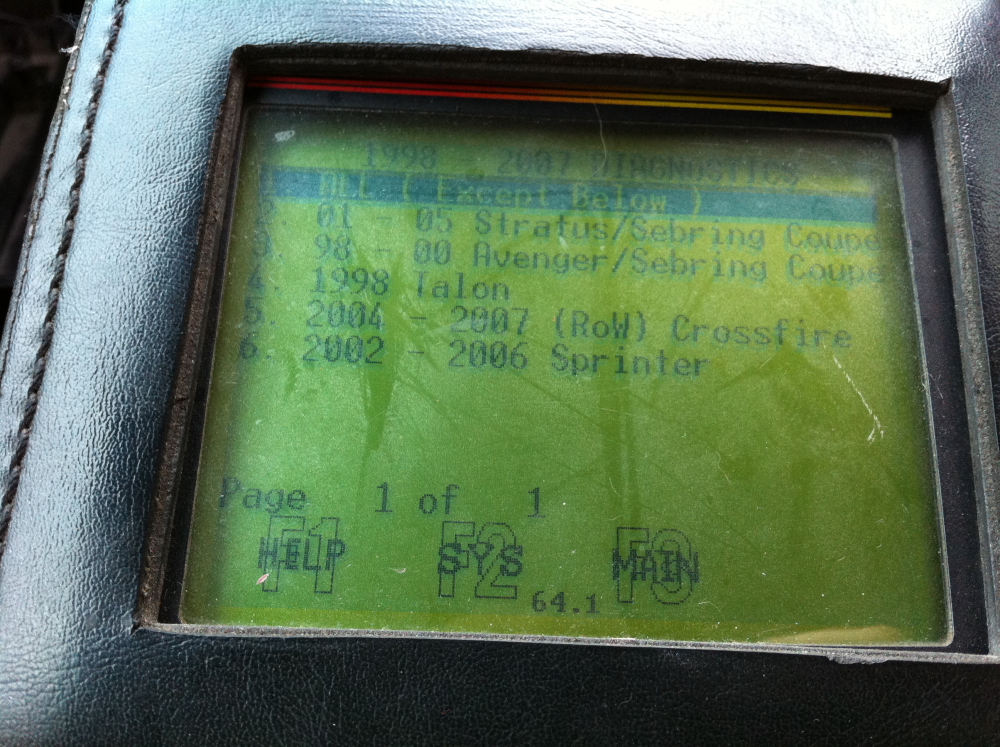 1998 - 2007 DIAGNOSTICS
1. ALL ( Except Below )
2. 01 - 05 Stratus/Sebring Coupe
3. 98 - 00 Avenger/Sebring Coupe
4. 1998 Talon
5. 2004 - 2007 (RoW) Crossfire
6. 2002 - 2006 Sprinter
Page 1 of 1
F1 HELP F2 SYS F3 MAIN
64.1